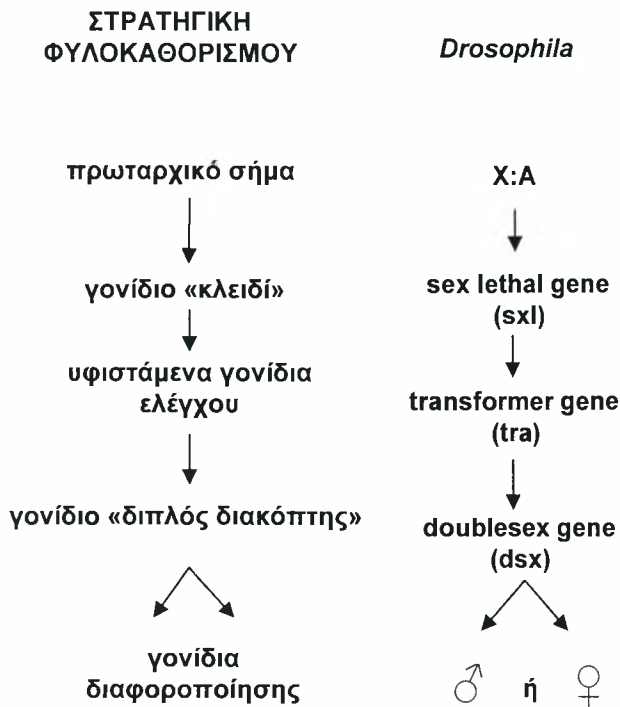 ΣΤΡΑΤΗΓΙΚΗ
ΦΥΛΟΚΑΘΟΡΙΣΜΟΥ
Drosophila
πρωταρχικό σήμα
X:A
γονίδιο «κλειδί»
sex lethal gene
(sxl)
υφιστάμενα γονίδια
ελέγχου
transformer gene
(tra)
γονίδιο «διπλός διακόπτης»
doublesex gene
(dsx)
γονίδια
διαφοροποίησης
♂ ή ♀